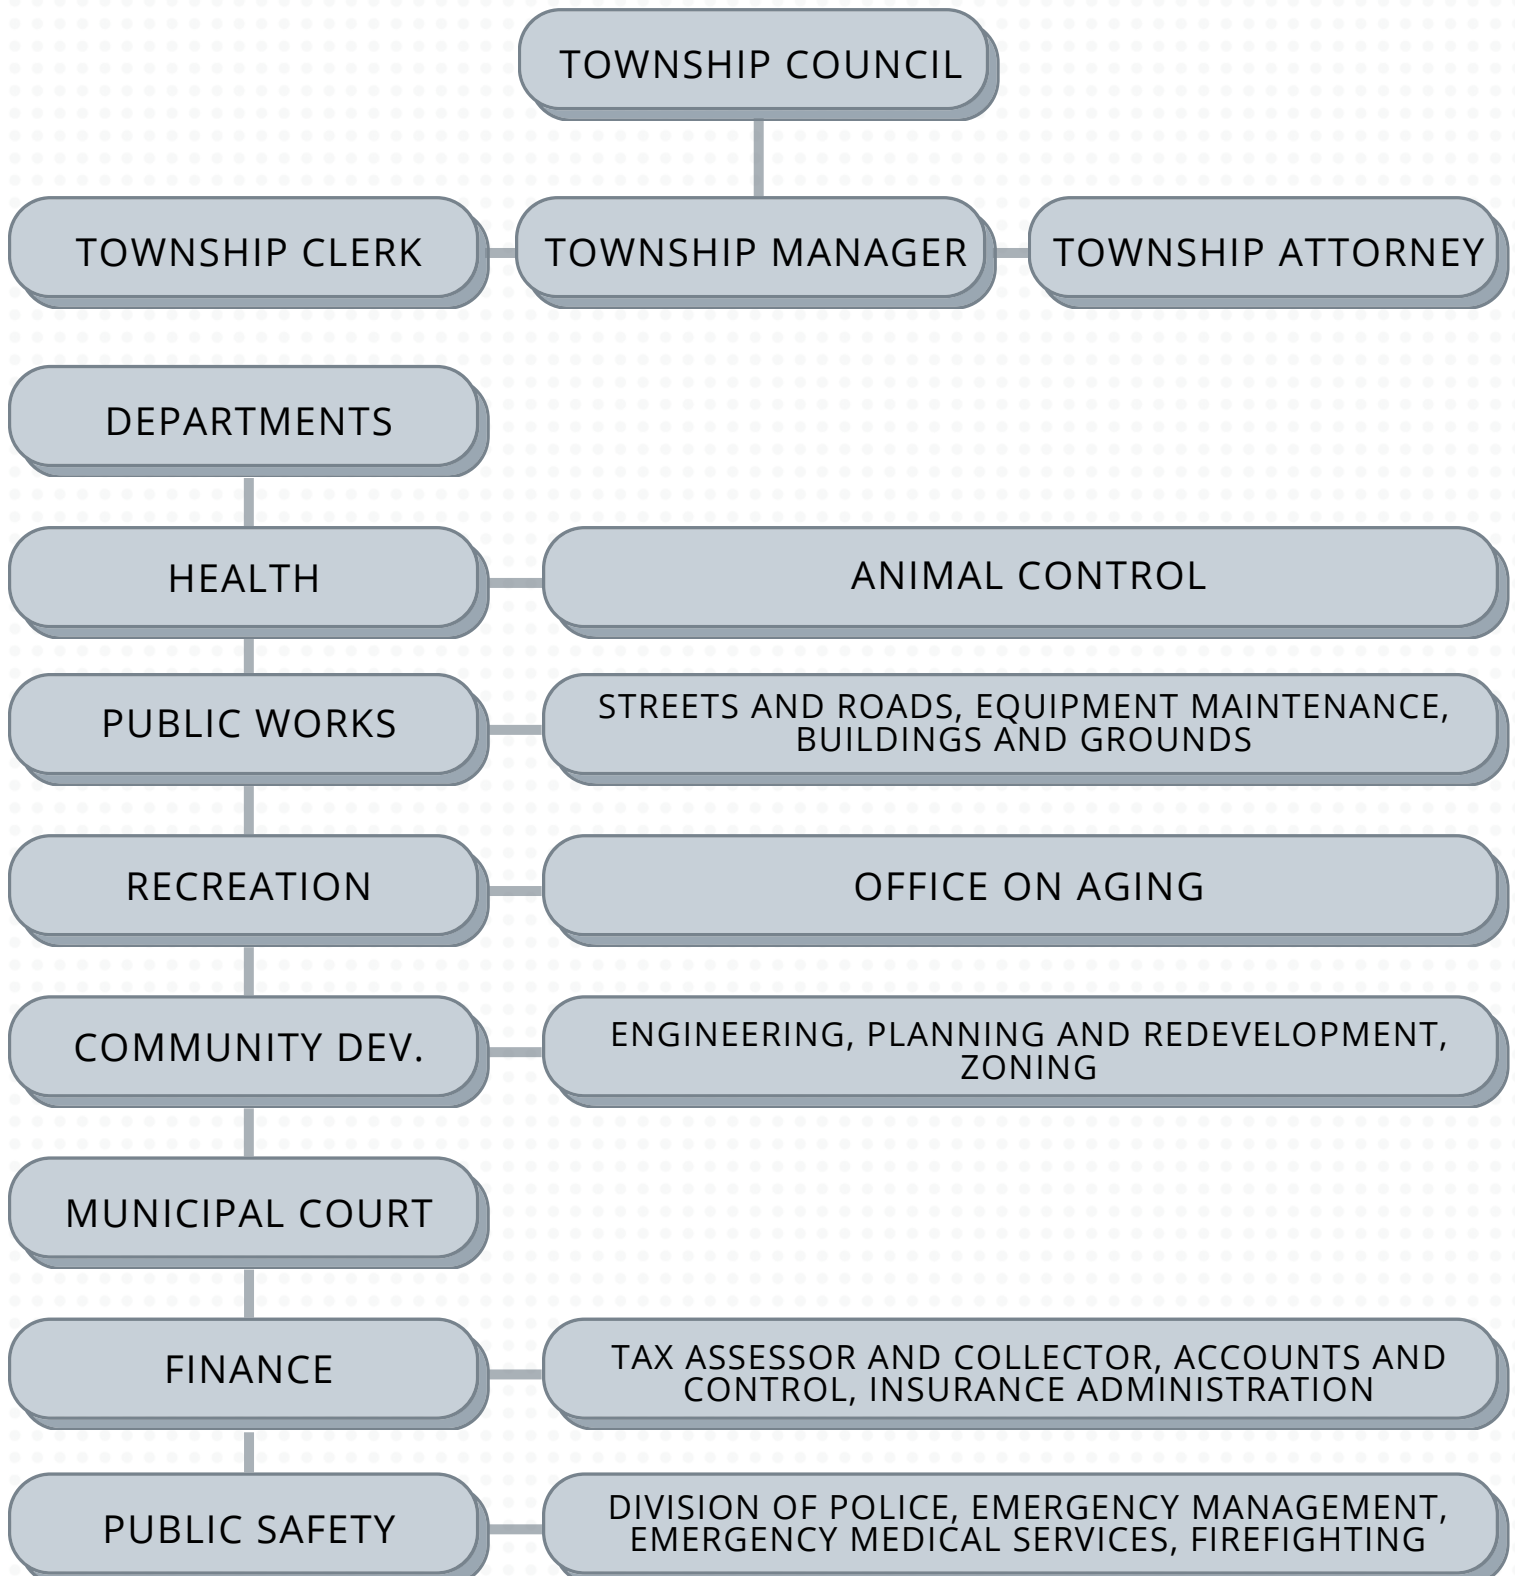 TOWNSHIP COUNCIL
TOWNSHIP CLERK
TOWNSHIP MANAGER
TOWNSHIP ATTORNEY
DEPARTMENTS
HEALTH
ANIMAL CONTROL
PUBLIC WORKS
STREETS AND ROADS, EQUIPMENT MAINTENANCE,
BUILDINGS AND GROUNDS
RECREATION
OFFICE ON AGING
COMMUNITY DEV.
ENGINEERING, PLANNING AND REDEVELOPMENT,
ZONING
MUNICIPAL COURT
FINANCE
TAX ASSESSOR AND COLLECTOR, ACCOUNTS AND
CONTROL, INSURANCE ADMINISTRATION
PUBLIC SAFETY
DIVISION OF POLICE, EMERGENCY MANAGEMENT,
EMERGENCY MEDICAL SERVICES, FIREFIGHTING